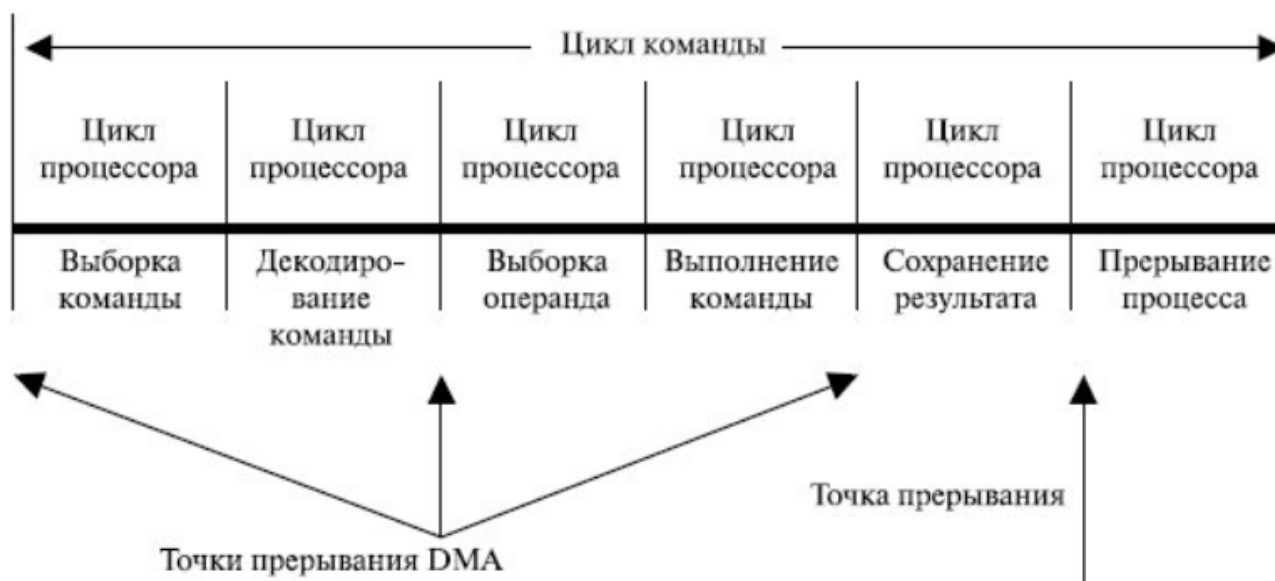 Цикл команды
Цикл
процессора
Цикл
процессора
Цикл
процессора
Цикл
процессора
Цикл
процессора
Цикл
процессора
Выборка
команды
Декодиро-
вание
команды
Выборка
операнда
Выполнение
команды
Сохранение
результата
Прерывание
процесса
Точка прерывания
Точки прерывания DMA